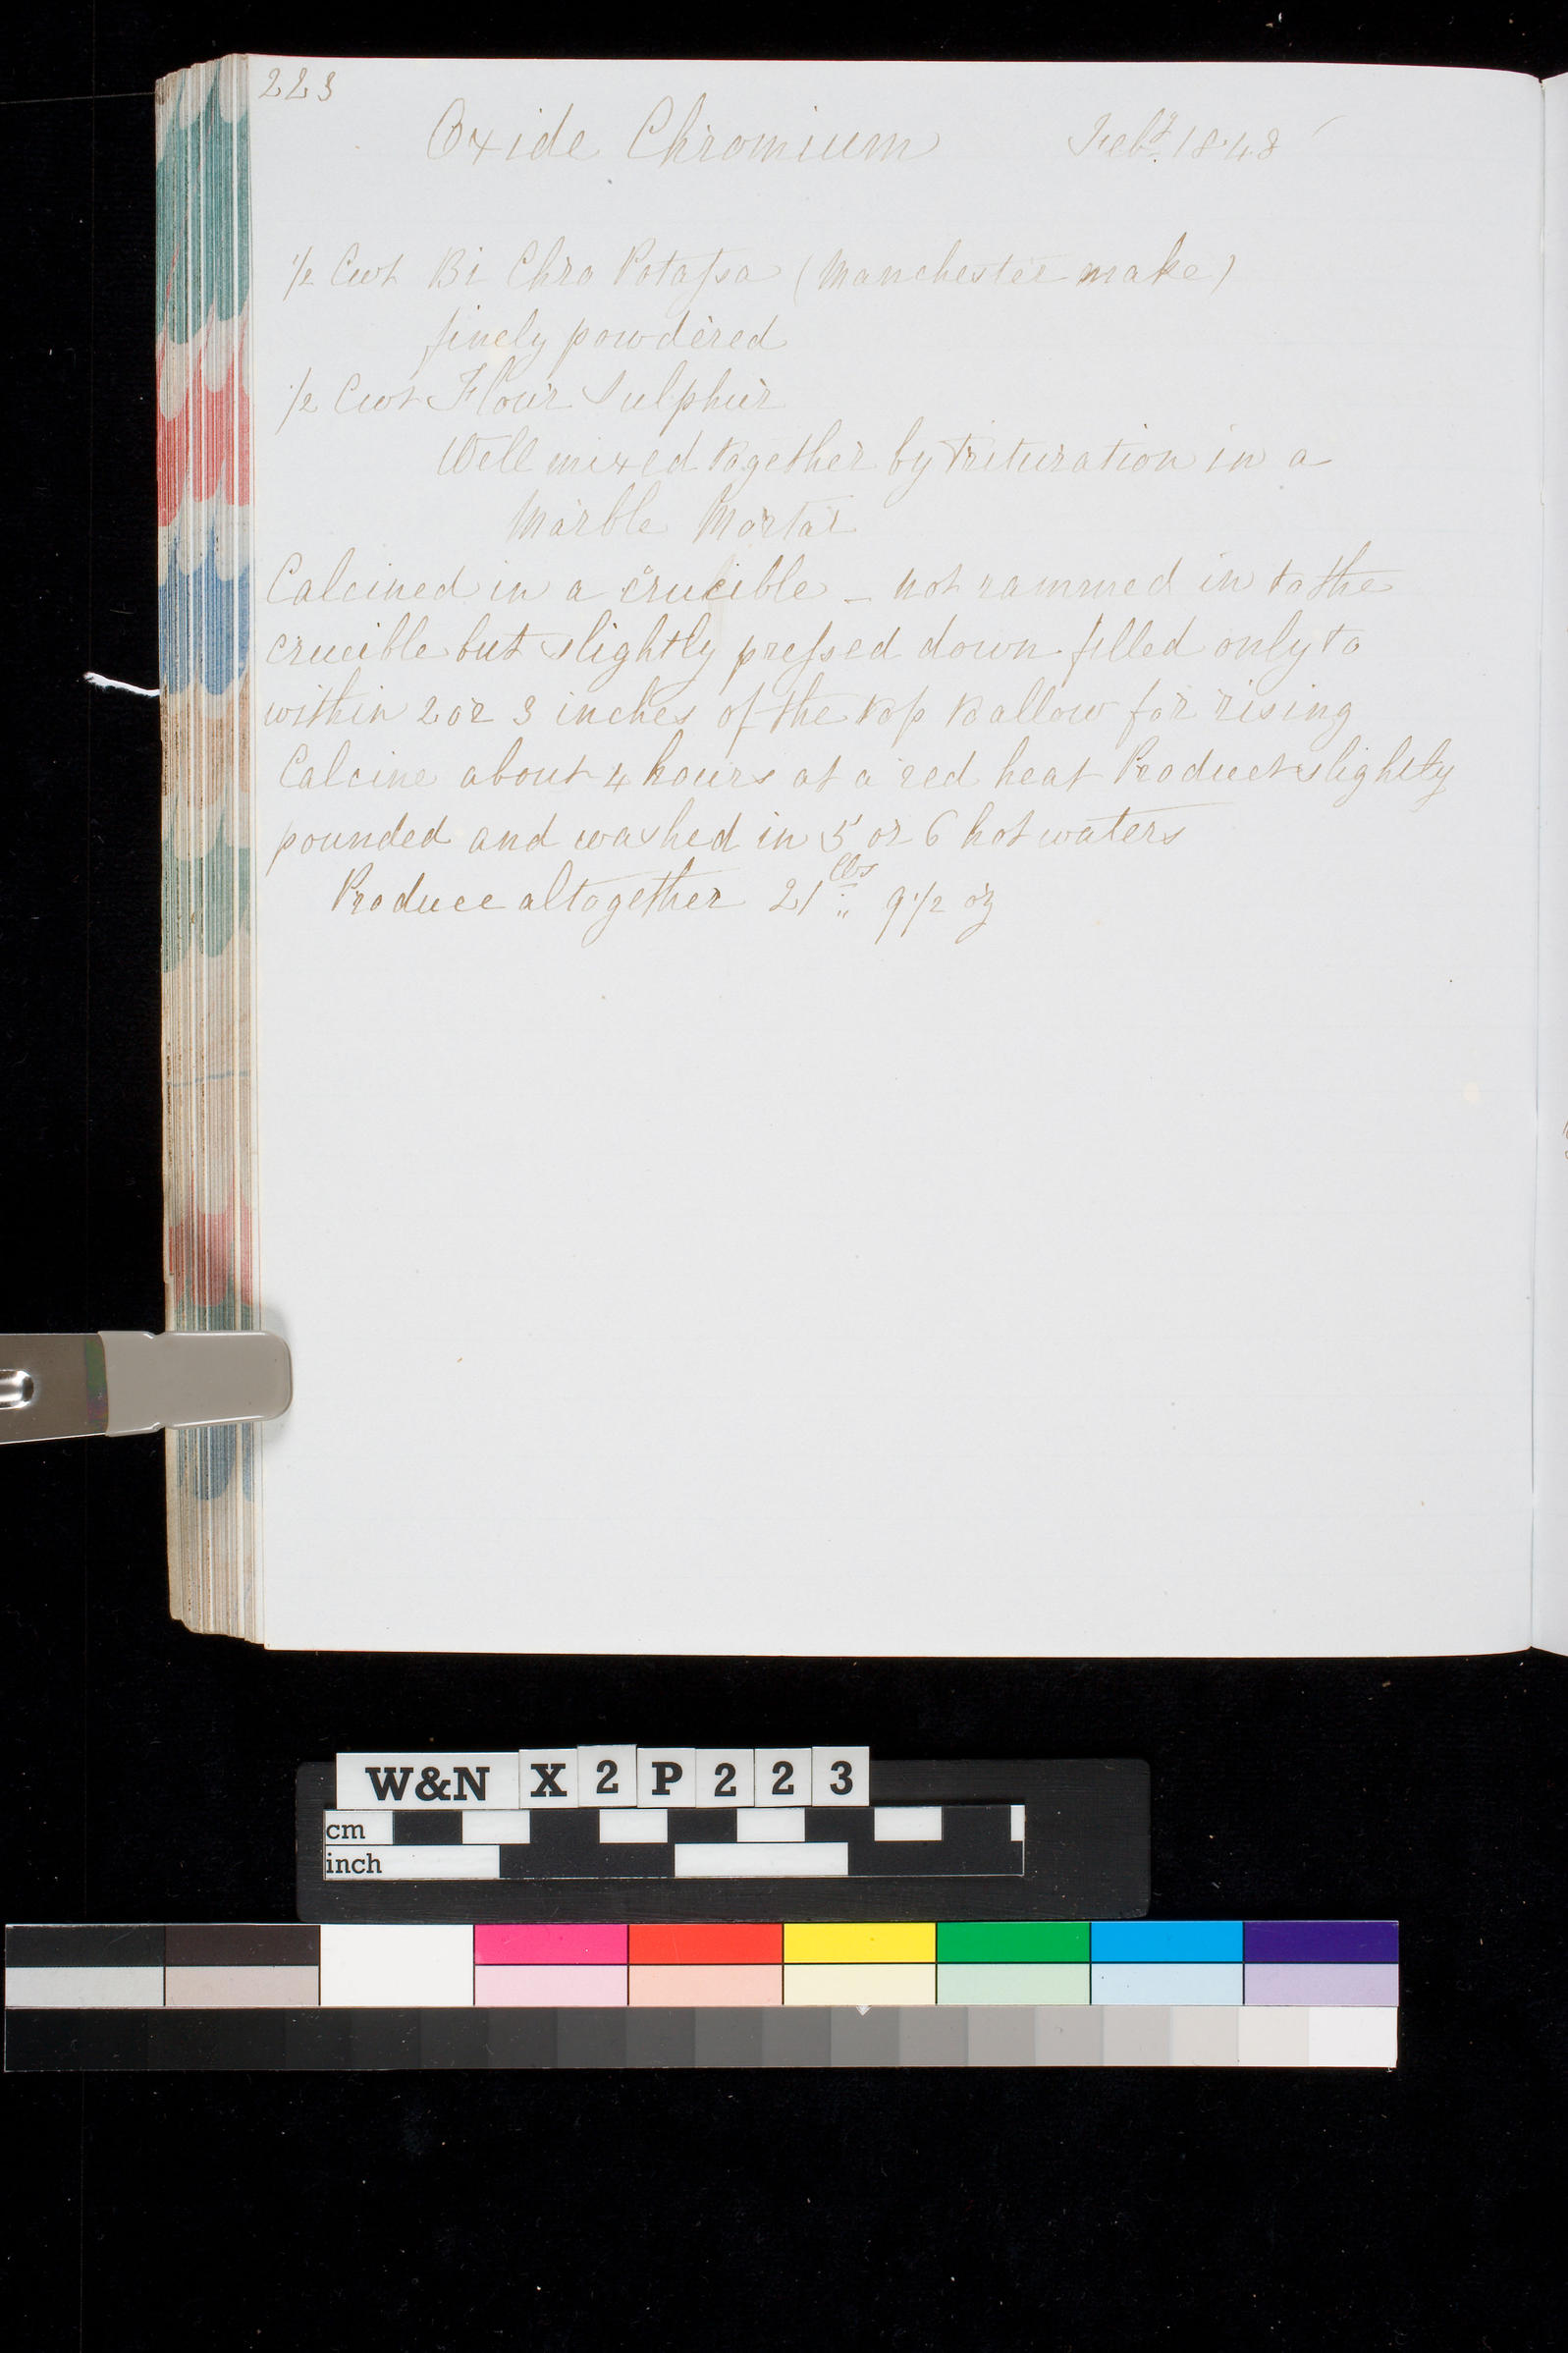 223
Oxide Chromium Feby. 1848
1/2 Cwt Bi Chro Potassa (Manchester make)
finely powdered
1/2 Cwt Flour Sulphur
Well mixed together by trituration in a
Marble Mortar
Calcined in a crucible – not rammed in to the
crucible but slightly pressed down filled only to
within 2 or 3 inches of the top to allow for rising
Calcine about 4 hours at a red heat Product slightly
pounded and washed in 5 or 6 hot waters
Produce altogether 21 lbs 9 1/2 oz
W&N X 2 P 2 2 3
cm
inch